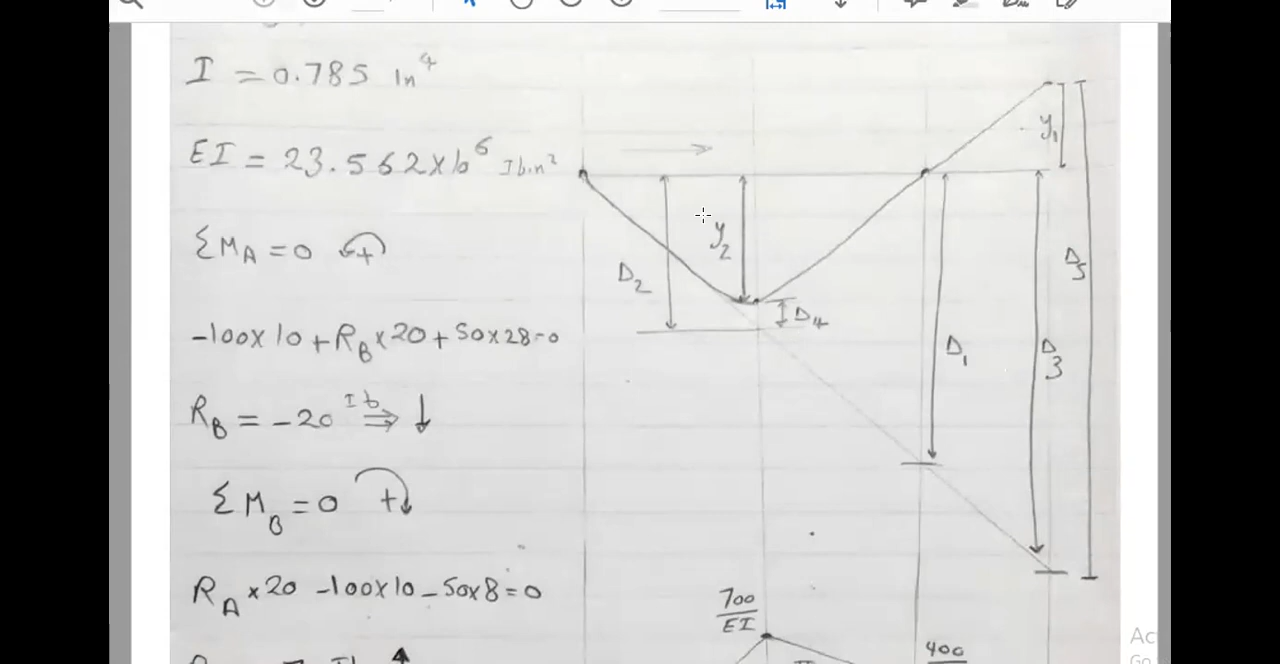 I = 0.785 in⁴
EI = 23.562 x 10⁶ Ib.in²
ΣM_A = 0 +
-100 x 10 + R_B x 20 + 50 x 28 = 0
R_B = -20 Ib ⇒ ↓
ΣM_B = 0 +
R_A x 20 - 100 x 10 - 50 x 8 = 0
y₁
y₂
D₂
D₄
D₁
D₃
D₅
700/EI
400